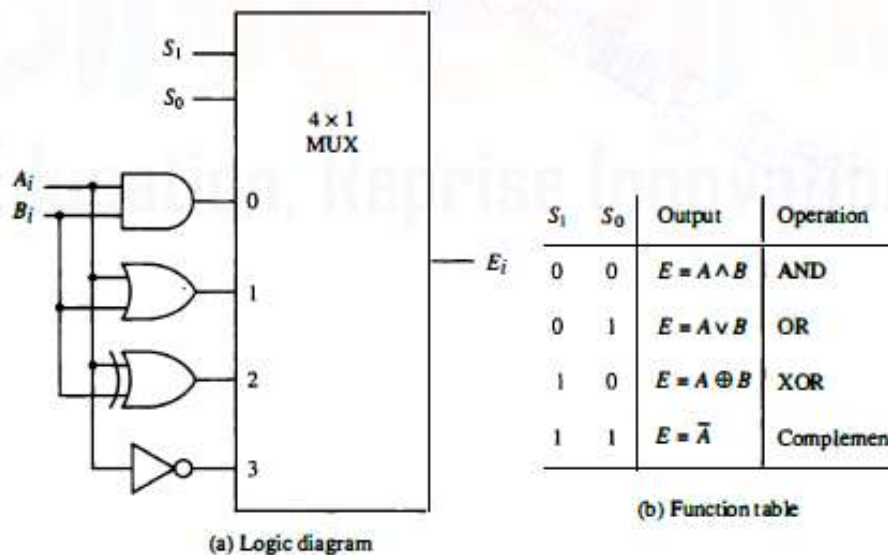 S₁
S₀
4 × 1
MUX
Aᵢ
Bᵢ
0
1
2
3
Eᵢ
(a) Logic diagram
S₁ S₀ Output Operation
0 0 E = A ∧ B AND
0 1 E = A ∨ B OR
1 0 E = A ⊕ B XOR
1 1 E = A̅ Complemen
(b) Function table